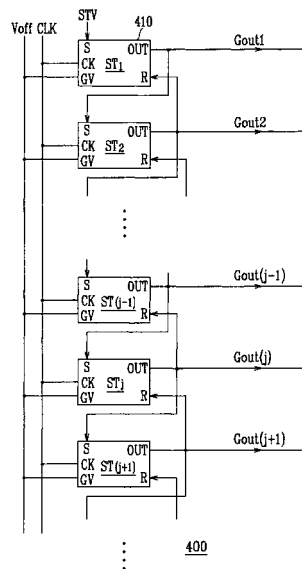 STV 410
Voff CLK
S OUT
CK ST1
GV R
Gout1
S OUT
CK ST2
GV R
Gout2
S OUT
CK ST(j-1)
GV R
Gout(j-1)
S OUT
CK STj
GV R
Gout(j)
S OUT
CK ST(j+1)
GV R
Gout(j+1)
400